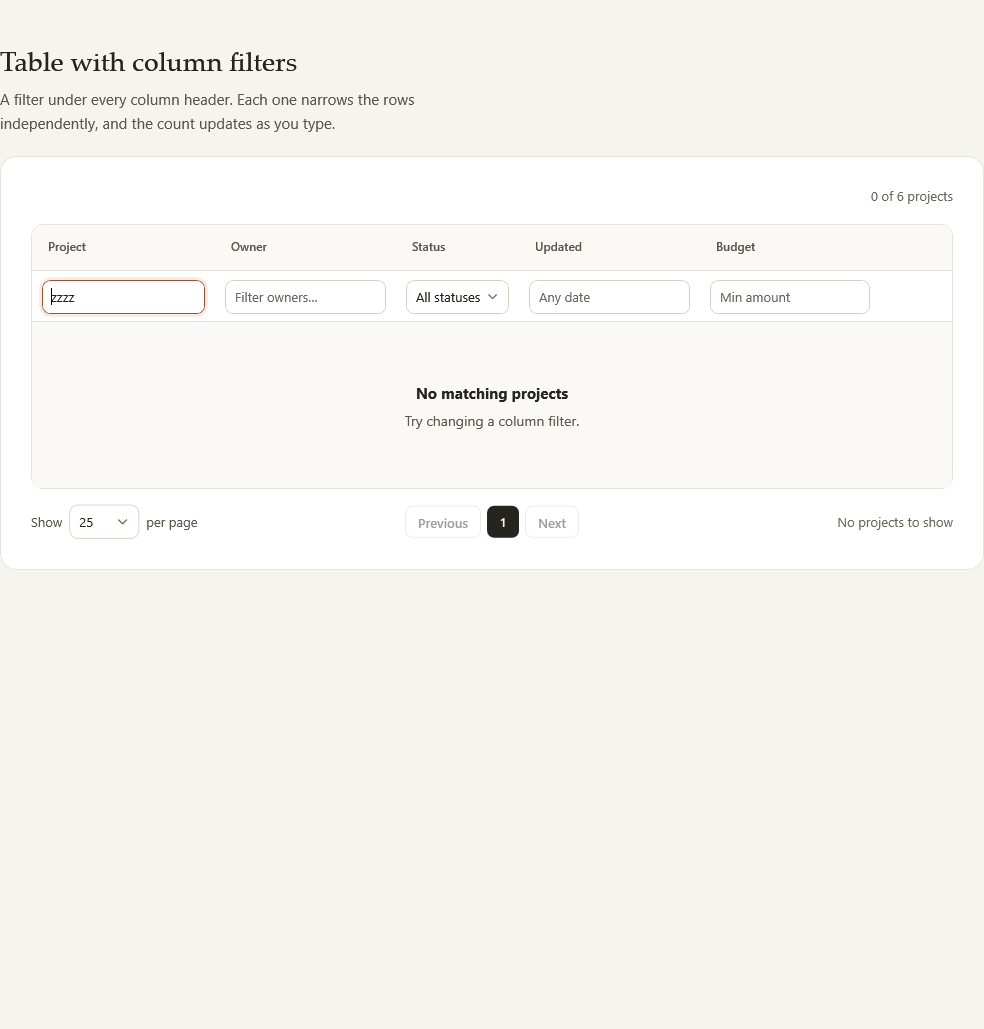 Table with column filters
A filter under every column header. Each one narrows the rows
independently, and the count updates as you type.
0 of 6 projects
Project Owner Status Updated Budget
zzzz Filter owners... All statuses Any date Min amount
No matching projects
Try changing a column filter.
Show 25 per page Previous 1 Next No projects to show